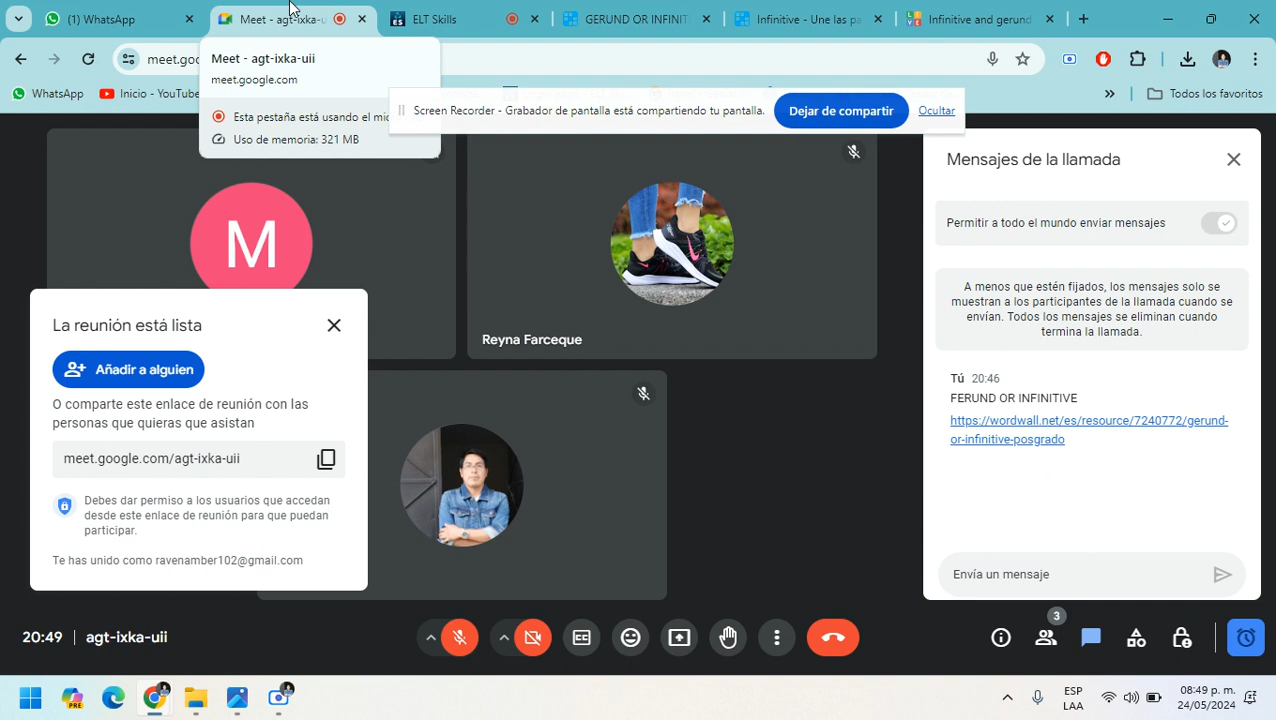 (1) WhatsApp
Meet - agt-ixka-u
ELT Skills
GERUND OR INFINIT
Infinitive - Une las pa
Infinitive and gerund
meet.goo
Meet - agt-ixka-uii
meet.google.com
Esta pestaña está usando el mic
Uso de memoria: 321 MB
WhatsApp
Inicio - YouTube
Todos los favoritos
Screen Recorder - Grabador de pantalla está compartiendo tu pantalla.
Dejar de compartir
Ocultar
M
Reyna Farceque
La reunión está lista
Añadir a alguien
O comparte este enlace de reunión con las
personas que quieras que asistan
meet.google.com/agt-ixka-uii
Debes dar permiso a los usuarios que accedan
desde este enlace de reunión para que puedan
participar.
Te has unido como ravenamber102@gmail.com
Mensajes de la llamada
Permitir a todo el mundo enviar mensajes
A menos que estén fijados, los mensajes solo se
muestran a los participantes de la llamada cuando se
envían. Todos los mensajes se eliminan cuando
termina la llamada.
Tú 20:46
FERUND OR INFINITIVE
https://wordwall.net/es/resource/7240772/gerund-
or-infinitive-posgrado
Envía un mensaje
20:49 | agt-ixka-uii
3
PRE
ESP
LAA
08:49 p. m.
24/05/2024